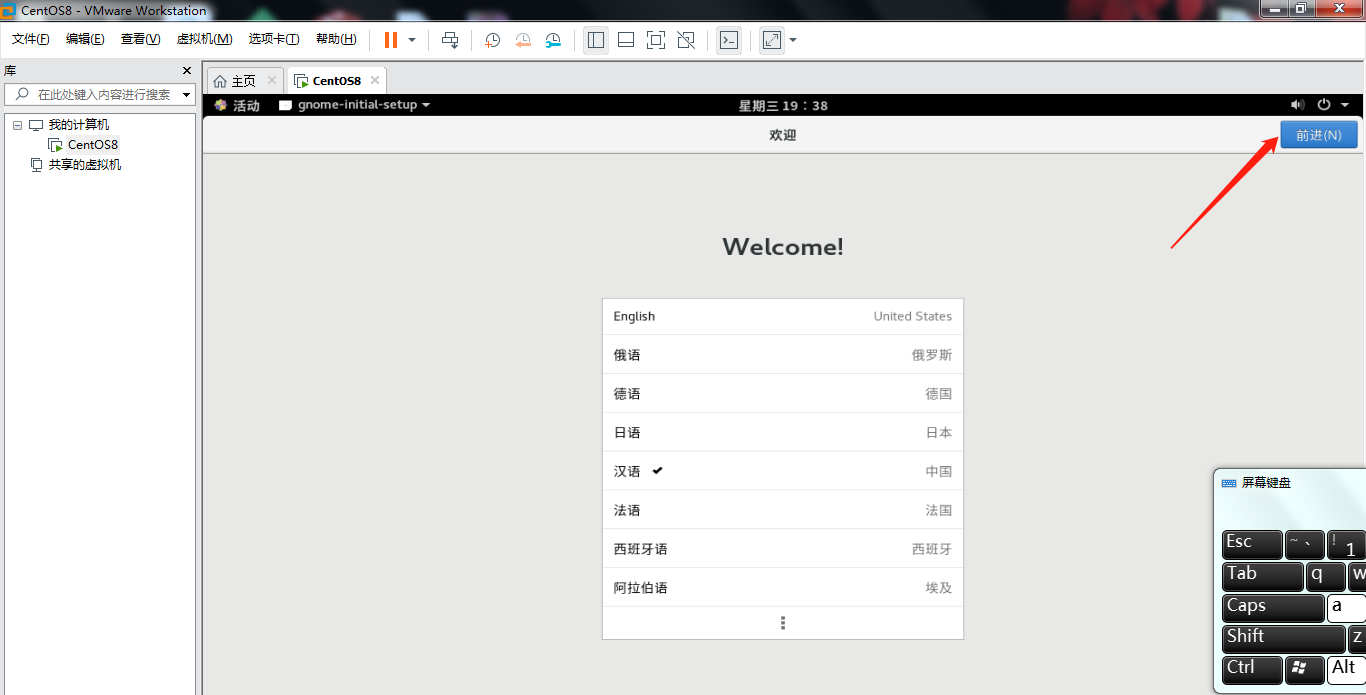 CentOS8 - VMware Workstation
文件(F) 编辑(E) 查看(V) 虚拟机(M) 选项卡(T) 帮助(H)
库
在此处键入内容进行搜索
我的计算机
CentOS8
共享的虚拟机
主页 CentOS8
活动 gnome-initial-setup 星期三 19：38
欢迎 前进(N)
Welcome!
English United States
俄语 俄罗斯
德语 德国
日语 日本
汉语 中国
法语 法国
西班牙语 西班牙
阿拉伯语 埃及
屏幕键盘
Esc ~ 、 ! 1
Tab q w
Caps a
Shift z
Ctrl Alt